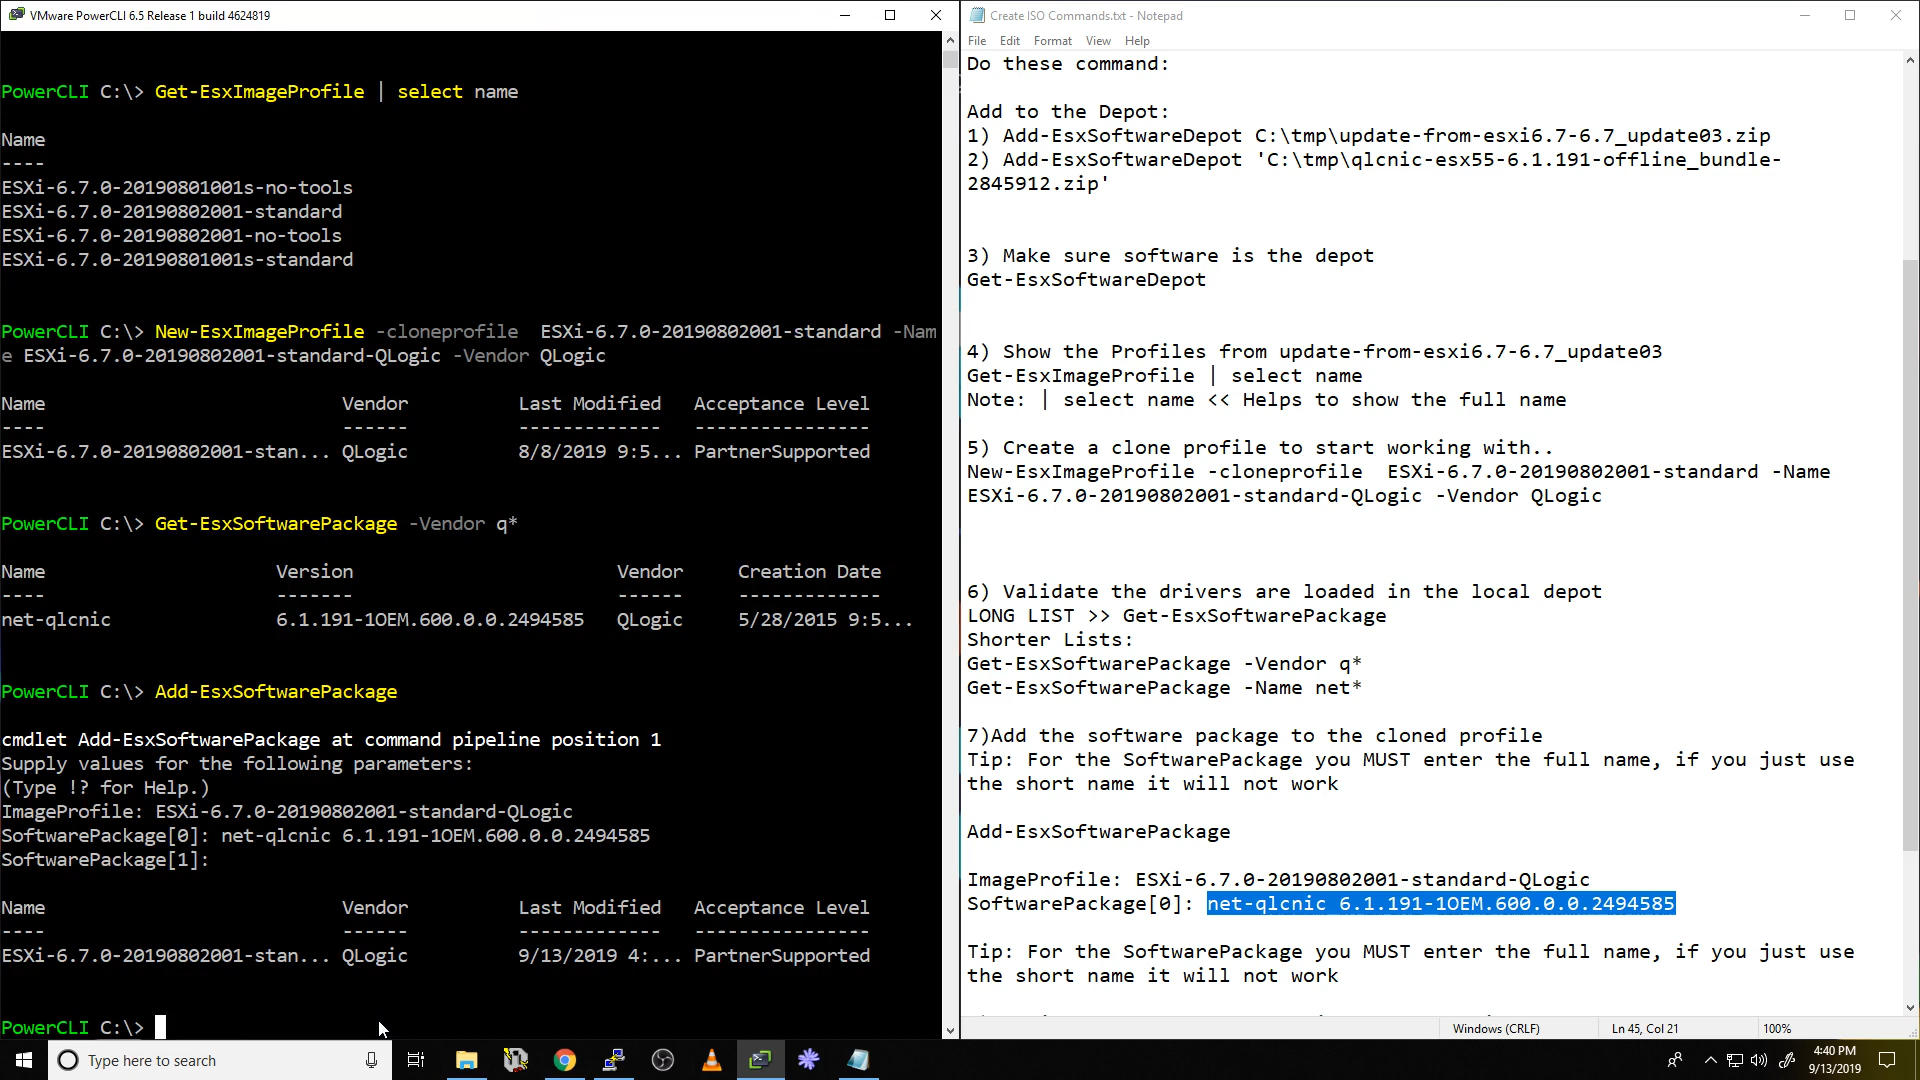 VMware PowerCLI 6.5 Release 1 build 4624819
PowerCLI C:\> Get-EsxImageProfile | select name
Name
----
ESXi-6.7.0-20190801001s-no-tools
ESXi-6.7.0-20190802001-standard
ESXi-6.7.0-20190802001-no-tools
ESXi-6.7.0-20190801001s-standard
PowerCLI C:\> New-EsxImageProfile -cloneprofile  ESXi-6.7.0-20190802001-standard -Nam
e ESXi-6.7.0-20190802001-standard-QLogic -Vendor QLogic
Name Vendor Last Modified Acceptance Level
---- ------ ------------- ----------------
ESXi-6.7.0-20190802001-stan... QLogic 8/8/2019 9:5... PartnerSupported
PowerCLI C:\> Get-EsxSoftwarePackage -Vendor q*
Name Version Vendor Creation Date
---- ------- ------ -------------
net-qlcnic 6.1.191-1OEM.600.0.0.2494585 QLogic 5/28/2015 9:5...
PowerCLI C:\> Add-EsxSoftwarePackage
cmdlet Add-EsxSoftwarePackage at command pipeline position 1
Supply values for the following parameters:
(Type !? for Help.)
ImageProfile: ESXi-6.7.0-20190802001-standard-QLogic
SoftwarePackage[0]: net-qlcnic 6.1.191-1OEM.600.0.0.2494585
SoftwarePackage[1]:
Name Vendor Last Modified Acceptance Level
---- ------ ------------- ----------------
ESXi-6.7.0-20190802001-stan... QLogic 9/13/2019 4:... PartnerSupported
PowerCLI C:\>
Create ISO Commands.txt - Notepad
File Edit Format View Help
Do these command:
Add to the Depot:
1) Add-EsxSoftwareDepot C:\tmp\update-from-esxi6.7-6.7_update03.zip
2) Add-EsxSoftwareDepot 'C:\tmp\qlcnic-esx55-6.1.191-offline_bundle-
2845912.zip'
3) Make sure software is the depot
Get-EsxSoftwareDepot
4) Show the Profiles from update-from-esxi6.7-6.7_update03
Get-EsxImageProfile | select name
Note: | select name << Helps to show the full name
5) Create a clone profile to start working with..
New-EsxImageProfile -cloneprofile  ESXi-6.7.0-20190802001-standard -Name
ESXi-6.7.0-20190802001-standard-QLogic -Vendor QLogic
6) Validate the drivers are loaded in the local depot
LONG LIST >> Get-EsxSoftwarePackage
Shorter Lists:
Get-EsxSoftwarePackage -Vendor q*
Get-EsxSoftwarePackage -Name net*
7)Add the software package to the cloned profile
Tip: For the SoftwarePackage you MUST enter the full name, if you just use
the short name it will not work
Add-EsxSoftwarePackage
ImageProfile: ESXi-6.7.0-20190802001-standard-QLogic
SoftwarePackage[0]: net-qlcnic 6.1.191-1OEM.600.0.0.2494585
Tip: For the SoftwarePackage you MUST enter the full name, if you just use
the short name it will not work
Windows (CRLF) Ln 45, Col 21 100%
Type here to search
4:40 PM
9/13/2019